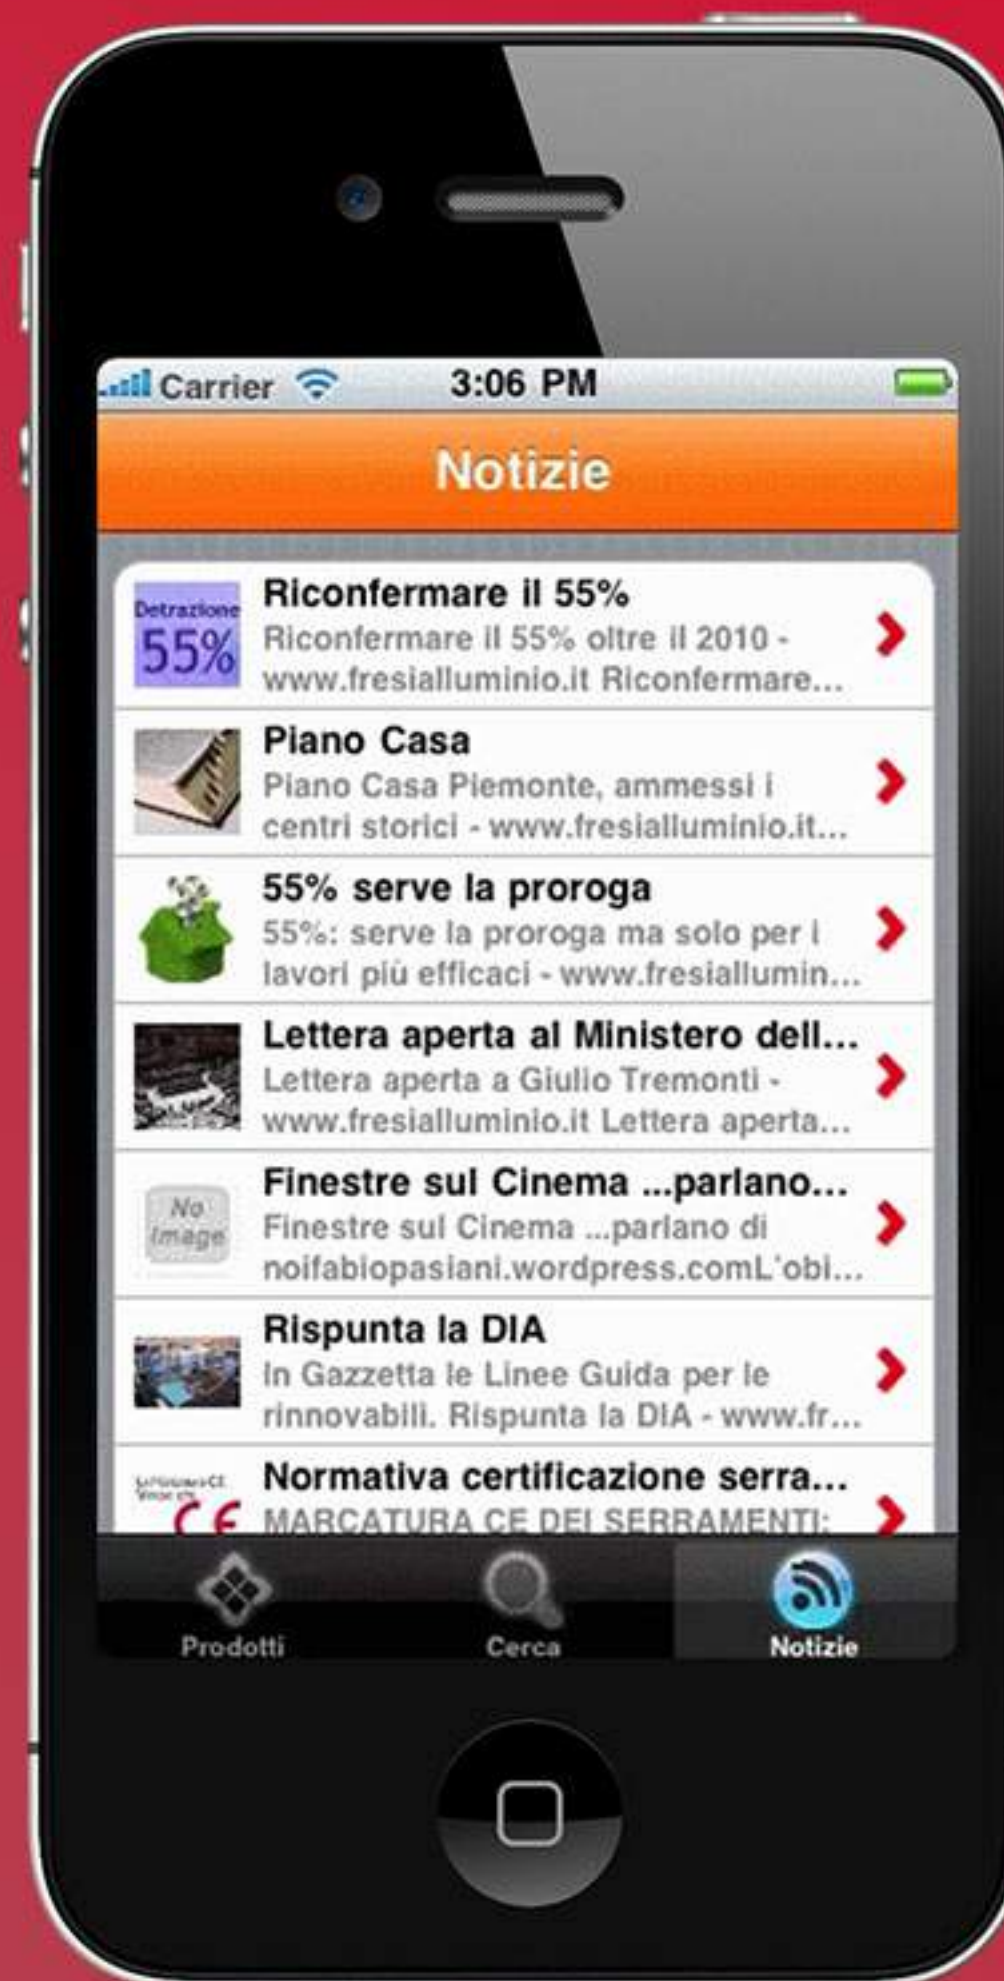 Carrier 3:06 PM
Notizie
Detrazione
55%
Riconfermare il 55%
Riconfermare il 55% oltre il 2010 -
www.fresialluminio.it Riconfermare...
Piano Casa
Piano Casa Piemonte, ammessi i
centri storici - www.fresialluminio.it...
55% serve la proroga
55%: serve la proroga ma solo per i
lavori più efficaci - www.fresiallumin...
Lettera aperta al Ministero dell...
Lettera aperta a Giulio Tremonti -
www.fresialluminio.it Lettera aperta...
No
Image
Finestre sul Cinema ...parlano...
Finestre sul Cinema ...parlano di
noifabiopasiani.wordpress.comL'obi...
Rispunta la DIA
In Gazzetta le Linee Guida per le
rinnovabili. Rispunta la DIA - www.fr...
CE
Normativa certificazione serra...
MARCATURA CE DEI SERRAMENTI:
Prodotti
Cerca
Notizie